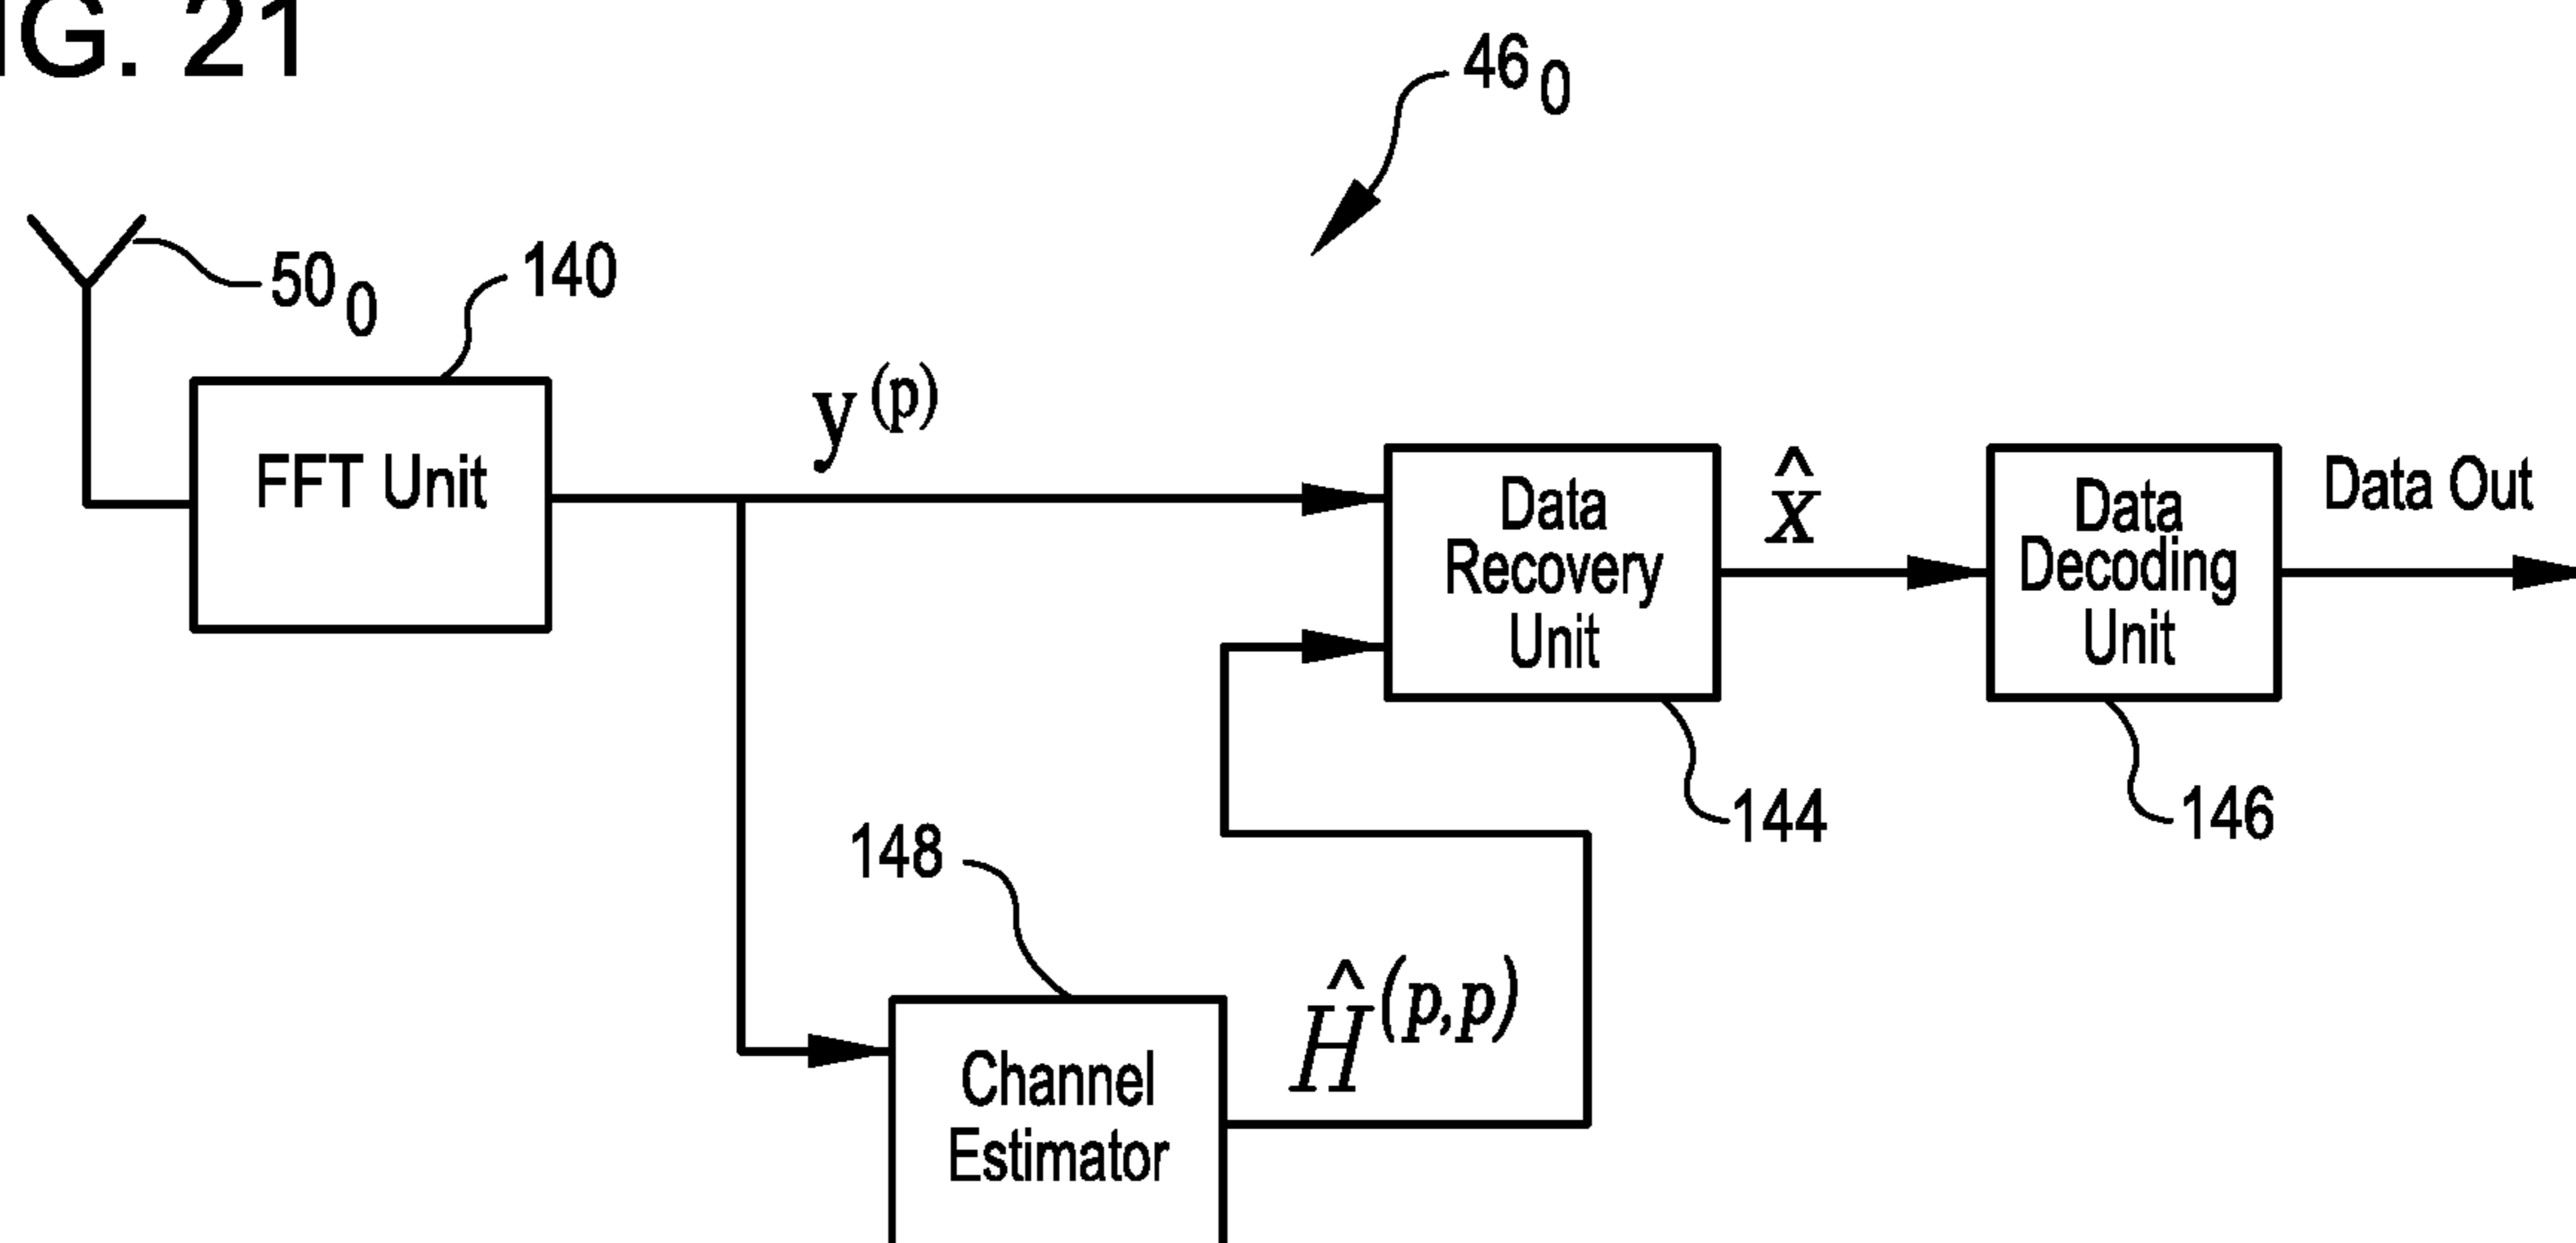 IG. 21
46 0
50 0
140
y (p)
FFT Unit
Data
Recovery
Unit
x̂
Data
Decoding
Unit
Data Out
144
146
148
Ĥ (p,p)
Channel
Estimator